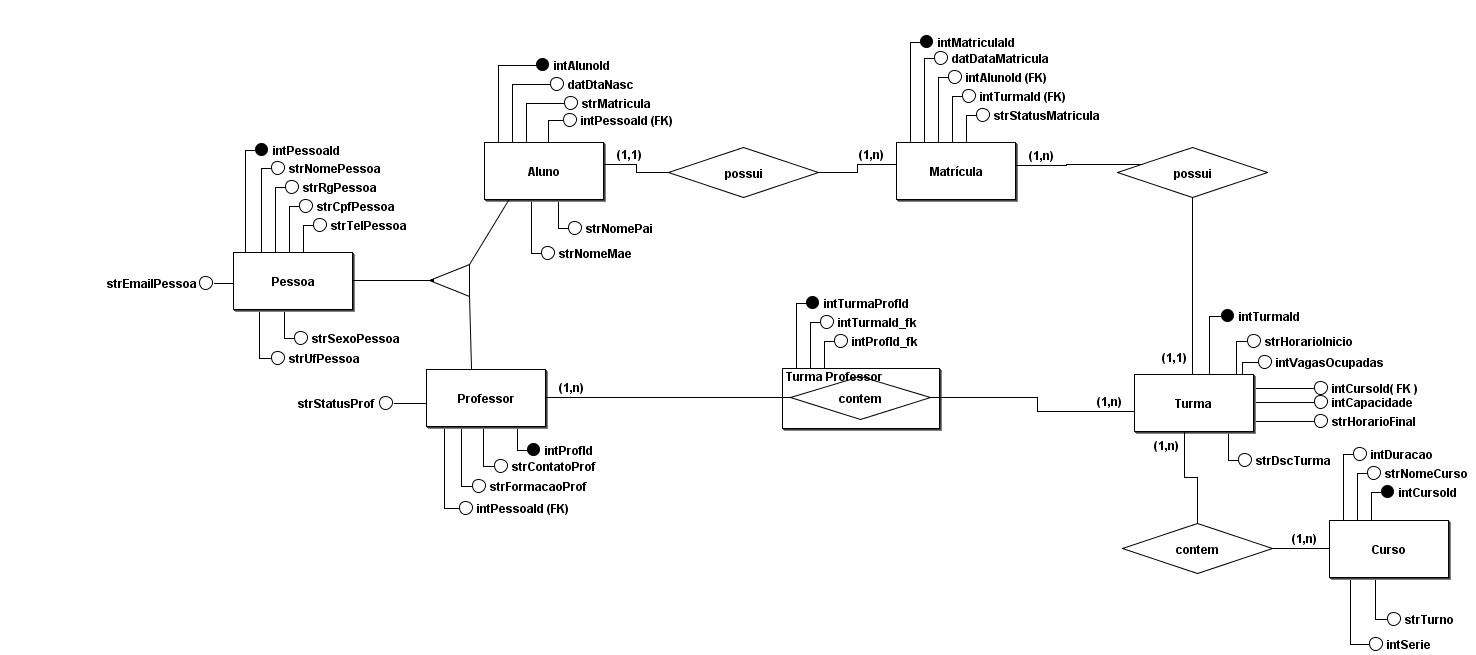 intMatriculaId
datDataMatricula
intAlunoId (FK)
intTurmaId (FK)
strStatusMatricula
intAlunoId
datDtaNasc
strMatricula
intPessoaId (FK)
(1,1)
(1,n)
(1,n)
Aluno
possui
Matrícula
possui
strNomePai
strNomeMae
intPessoaId
strNomePessoa
strRgPessoa
strCpfPessoa
strTelPessoa
strEmailPessoa
Pessoa
strSexoPessoa
strUfPessoa
intTurmaProfId
intTurmaId_fk
intProfId_fk
Turma Professor
contem
(1,n)
(1,n)
strStatusProf
Professor
intProfId
strContatoProf
strFormacaoProf
intPessoaId (FK)
intTurmaId
strHorarioInicio
intVagasOcupadas
(1,1)
intCursoId( FK )
intCapacidade
Turma
strHorarioFinal
(1,n)
strDscTurma
intDuracao
strNomeCurso
intCursoId
contem
(1,n)
Curso
strTurno
intSerie